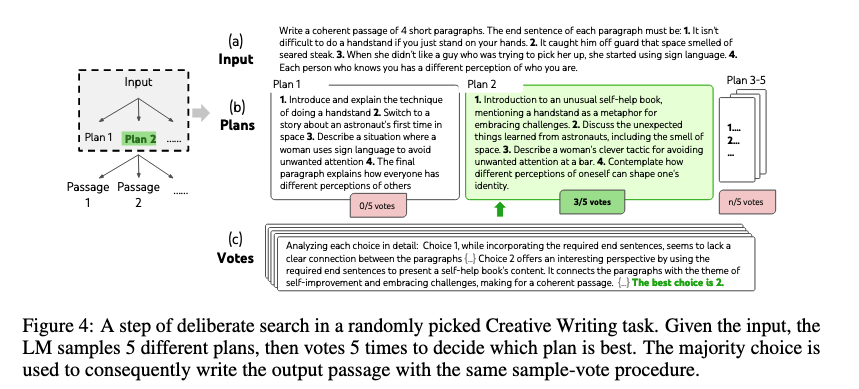 Input
Plan 1 Plan 2 ......
Passage 1 Passage 2 ......
(a)
Input
Write a coherent passage of 4 short paragraphs. The end sentence of each paragraph must be: 1. It isn't
difficult to do a handstand if you just stand on your hands. 2. It caught him off guard that space smelled of
seared steak. 3. When she didn't like a guy who was trying to pick her up, she started using sign language. 4.
Each person who knows you has a different perception of who you are.
(b)
Plans
Plan 1
1. Introduce and explain the technique
of doing a handstand 2. Switch to a
story about an astronaut's first time in
space 3. Describe a situation where a
woman uses sign language to avoid
unwanted attention 4. The final
paragraph explains how everyone has
different perceptions of others
0/5 votes
Plan 2
1. Introduction to an unusual self-help book,
mentioning a handstand as a metaphor for
embracing challenges. 2. Discuss the unexpected
things learned from astronauts, including the smell of
space. 3. Describe a woman's clever tactic for avoiding
unwanted attention at a bar. 4. Contemplate how
different perceptions of oneself can shape one's
identity.
3/5 votes
Plan 3-5
1....
2...
...
n/5 votes
(c)
Votes
Analyzing each choice in detail: Choice 1, while incorporating the required end sentences, seems to lack a
clear connection between the paragraphs {...} Choice 2 offers an interesting perspective by using the
required end sentences to present a self-help book's content. It connects the paragraphs with the theme of
self-improvement and embracing challenges, making for a coherent passage. {...} The best choice is 2.
Figure 4: A step of deliberate search in a randomly picked Creative Writing task. Given the input, the
LM samples 5 different plans, then votes 5 times to decide which plan is best. The majority choice is
used to consequently write the output passage with the same sample-vote procedure.